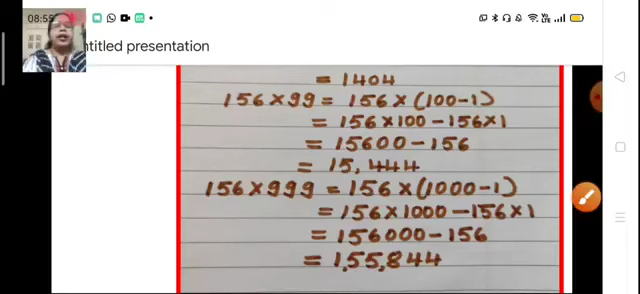 08:55
ntitled presentation
= 1404
156 × 99 = 156 × (100-1)
= 156 × 100 - 156 × 1
= 15600 - 156
= 15,444
156 × 999 = 156 × (1000-1)
= 156 × 1000 - 156 × 1
= 156000 - 156
= 1,55,844